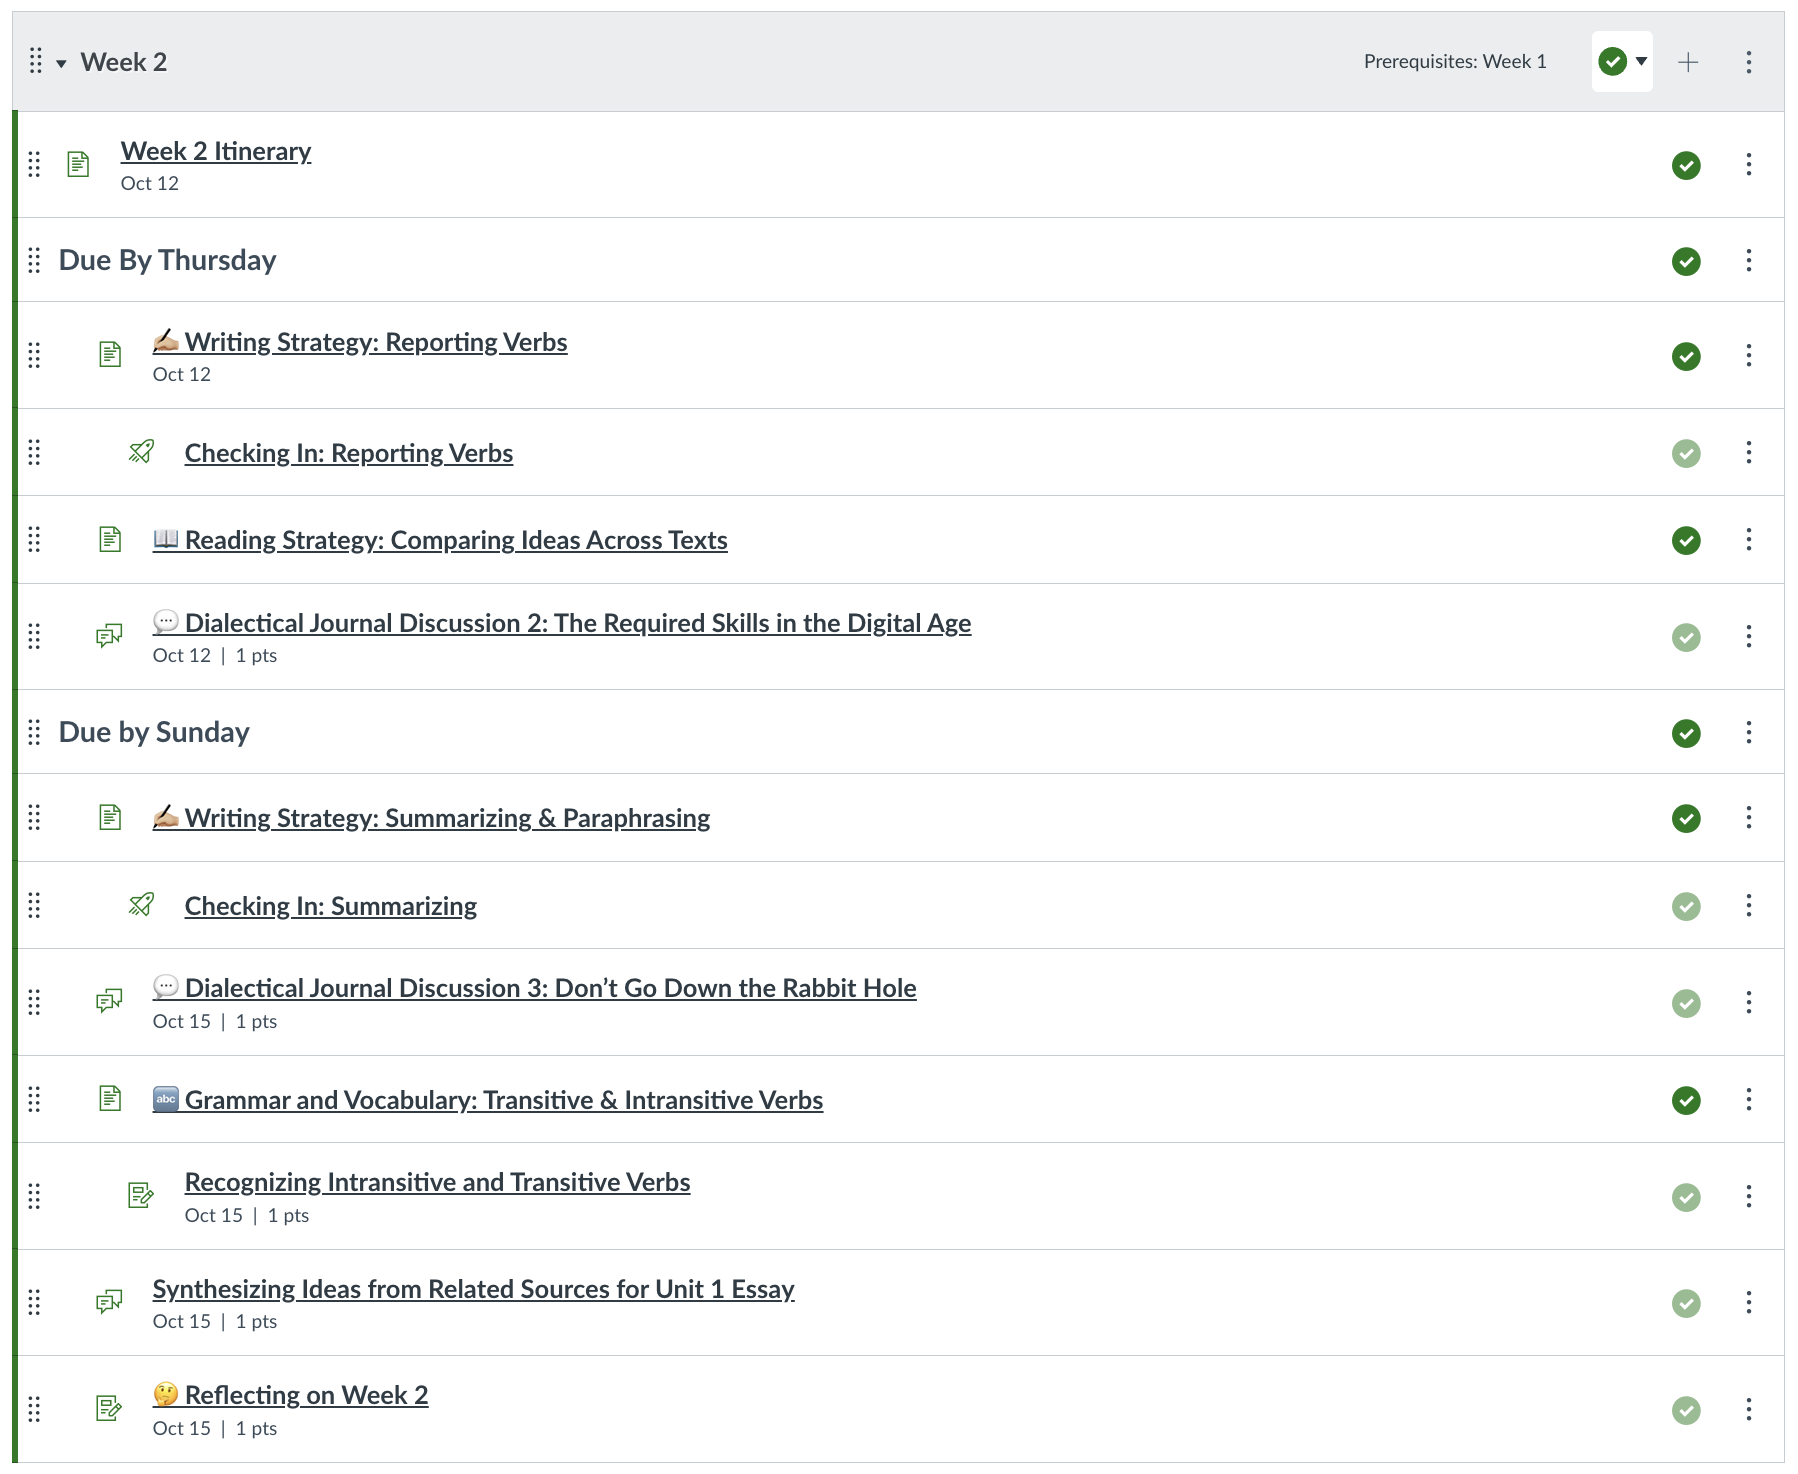 Week 2
Prerequisites: Week 1
Week 2 Itinerary
Oct 12
Due By Thursday
Writing Strategy: Reporting Verbs
Oct 12
Checking In: Reporting Verbs
Reading Strategy: Comparing Ideas Across Texts
Dialectical Journal Discussion 2: The Required Skills in the Digital Age
Oct 12 | 1 pts
Due by Sunday
Writing Strategy: Summarizing & Paraphrasing
Checking In: Summarizing
Dialectical Journal Discussion 3: Don’t Go Down the Rabbit Hole
Oct 15 | 1 pts
abc Grammar and Vocabulary: Transitive & Intransitive Verbs
Recognizing Intransitive and Transitive Verbs
Oct 15 | 1 pts
Synthesizing Ideas from Related Sources for Unit 1 Essay
Oct 15 | 1 pts
Reflecting on Week 2
Oct 15 | 1 pts